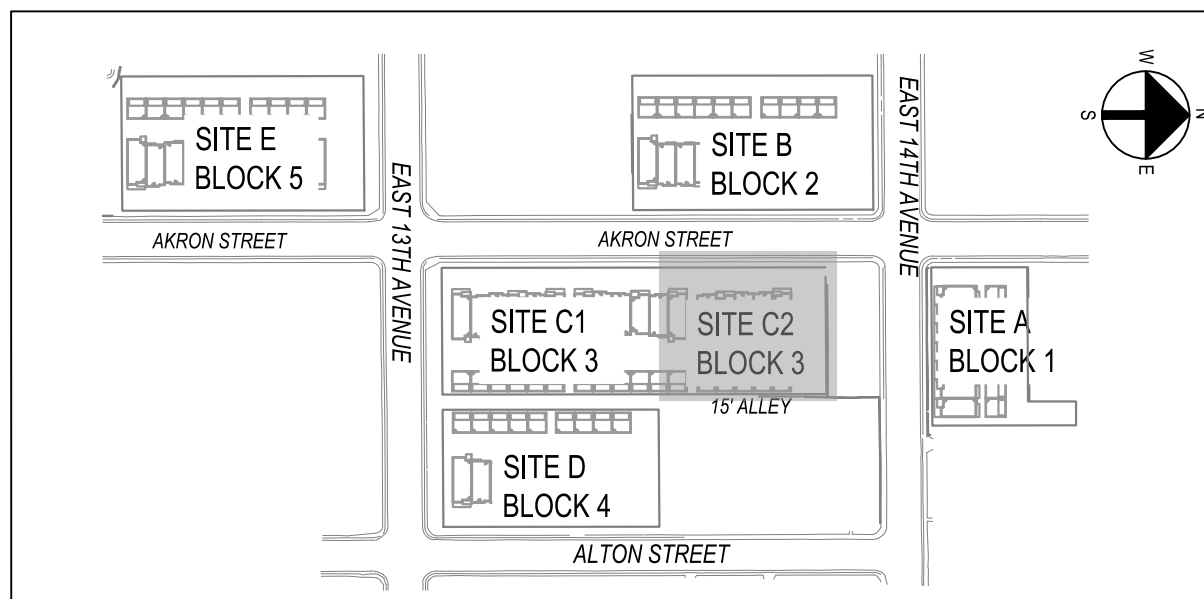 W
S
N
E
SITE E
BLOCK 5
SITE B
BLOCK 2
EAST 13TH AVENUE
EAST 14TH AVENUE
AKRON STREET
AKRON STREET
SITE C1
BLOCK 3
SITE C2
BLOCK 3
SITE A
BLOCK 1
15' ALLEY
SITE D
BLOCK 4
ALTON STREET